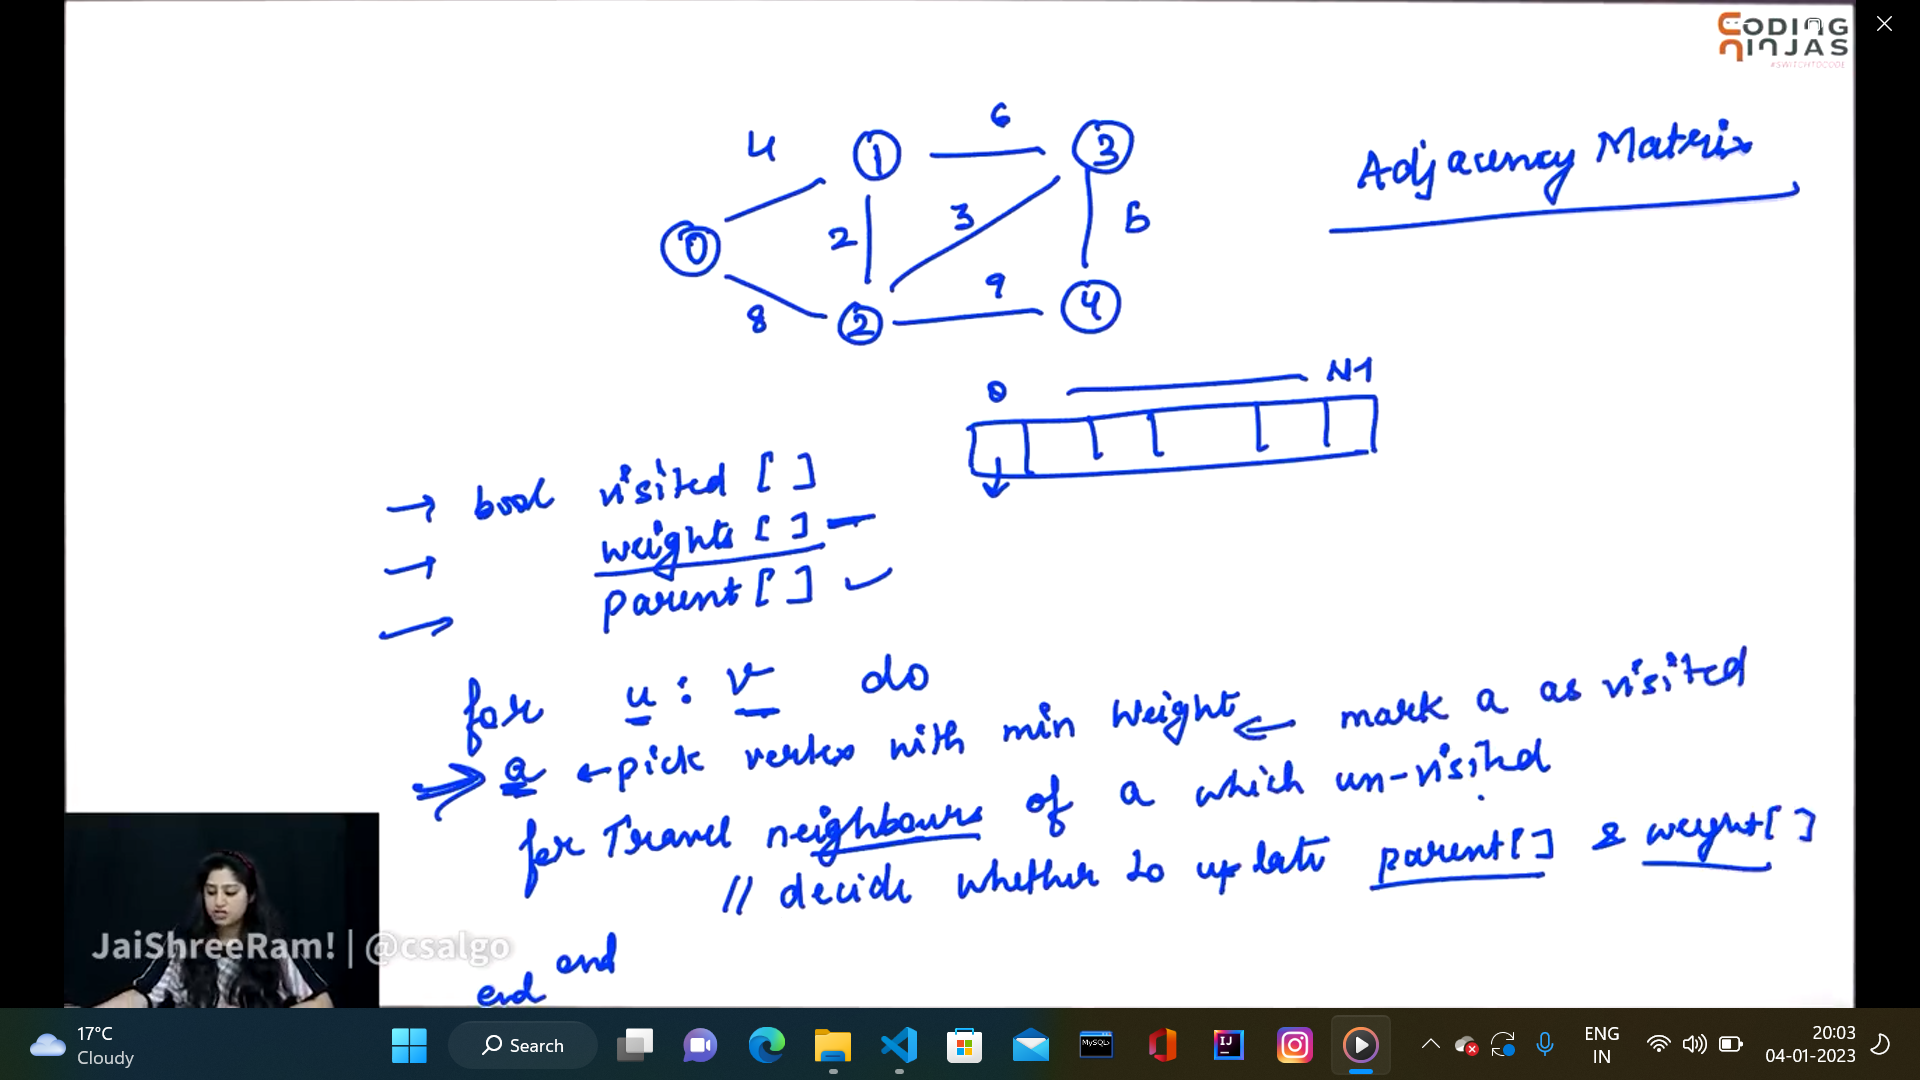 CODING
NINJAS
#SWITCHTOCODE
4
1
6
3
Adjacency Matrix
0
2
3
5
8
2
9
4
0
N-1
bool visited [ ]
weights [ ]
parent [ ]
for u : v do
a ← pick vertex with min weight ← mark a as visited
for Travel neighbours of a which un-visited
// decide whether to update parent[ ] & weight[ ]
end
end
JaiShreeRam! | @csalgo
17°C
Cloudy
Search
MySQL
IJ
ENG
IN
20:03
04-01-2023